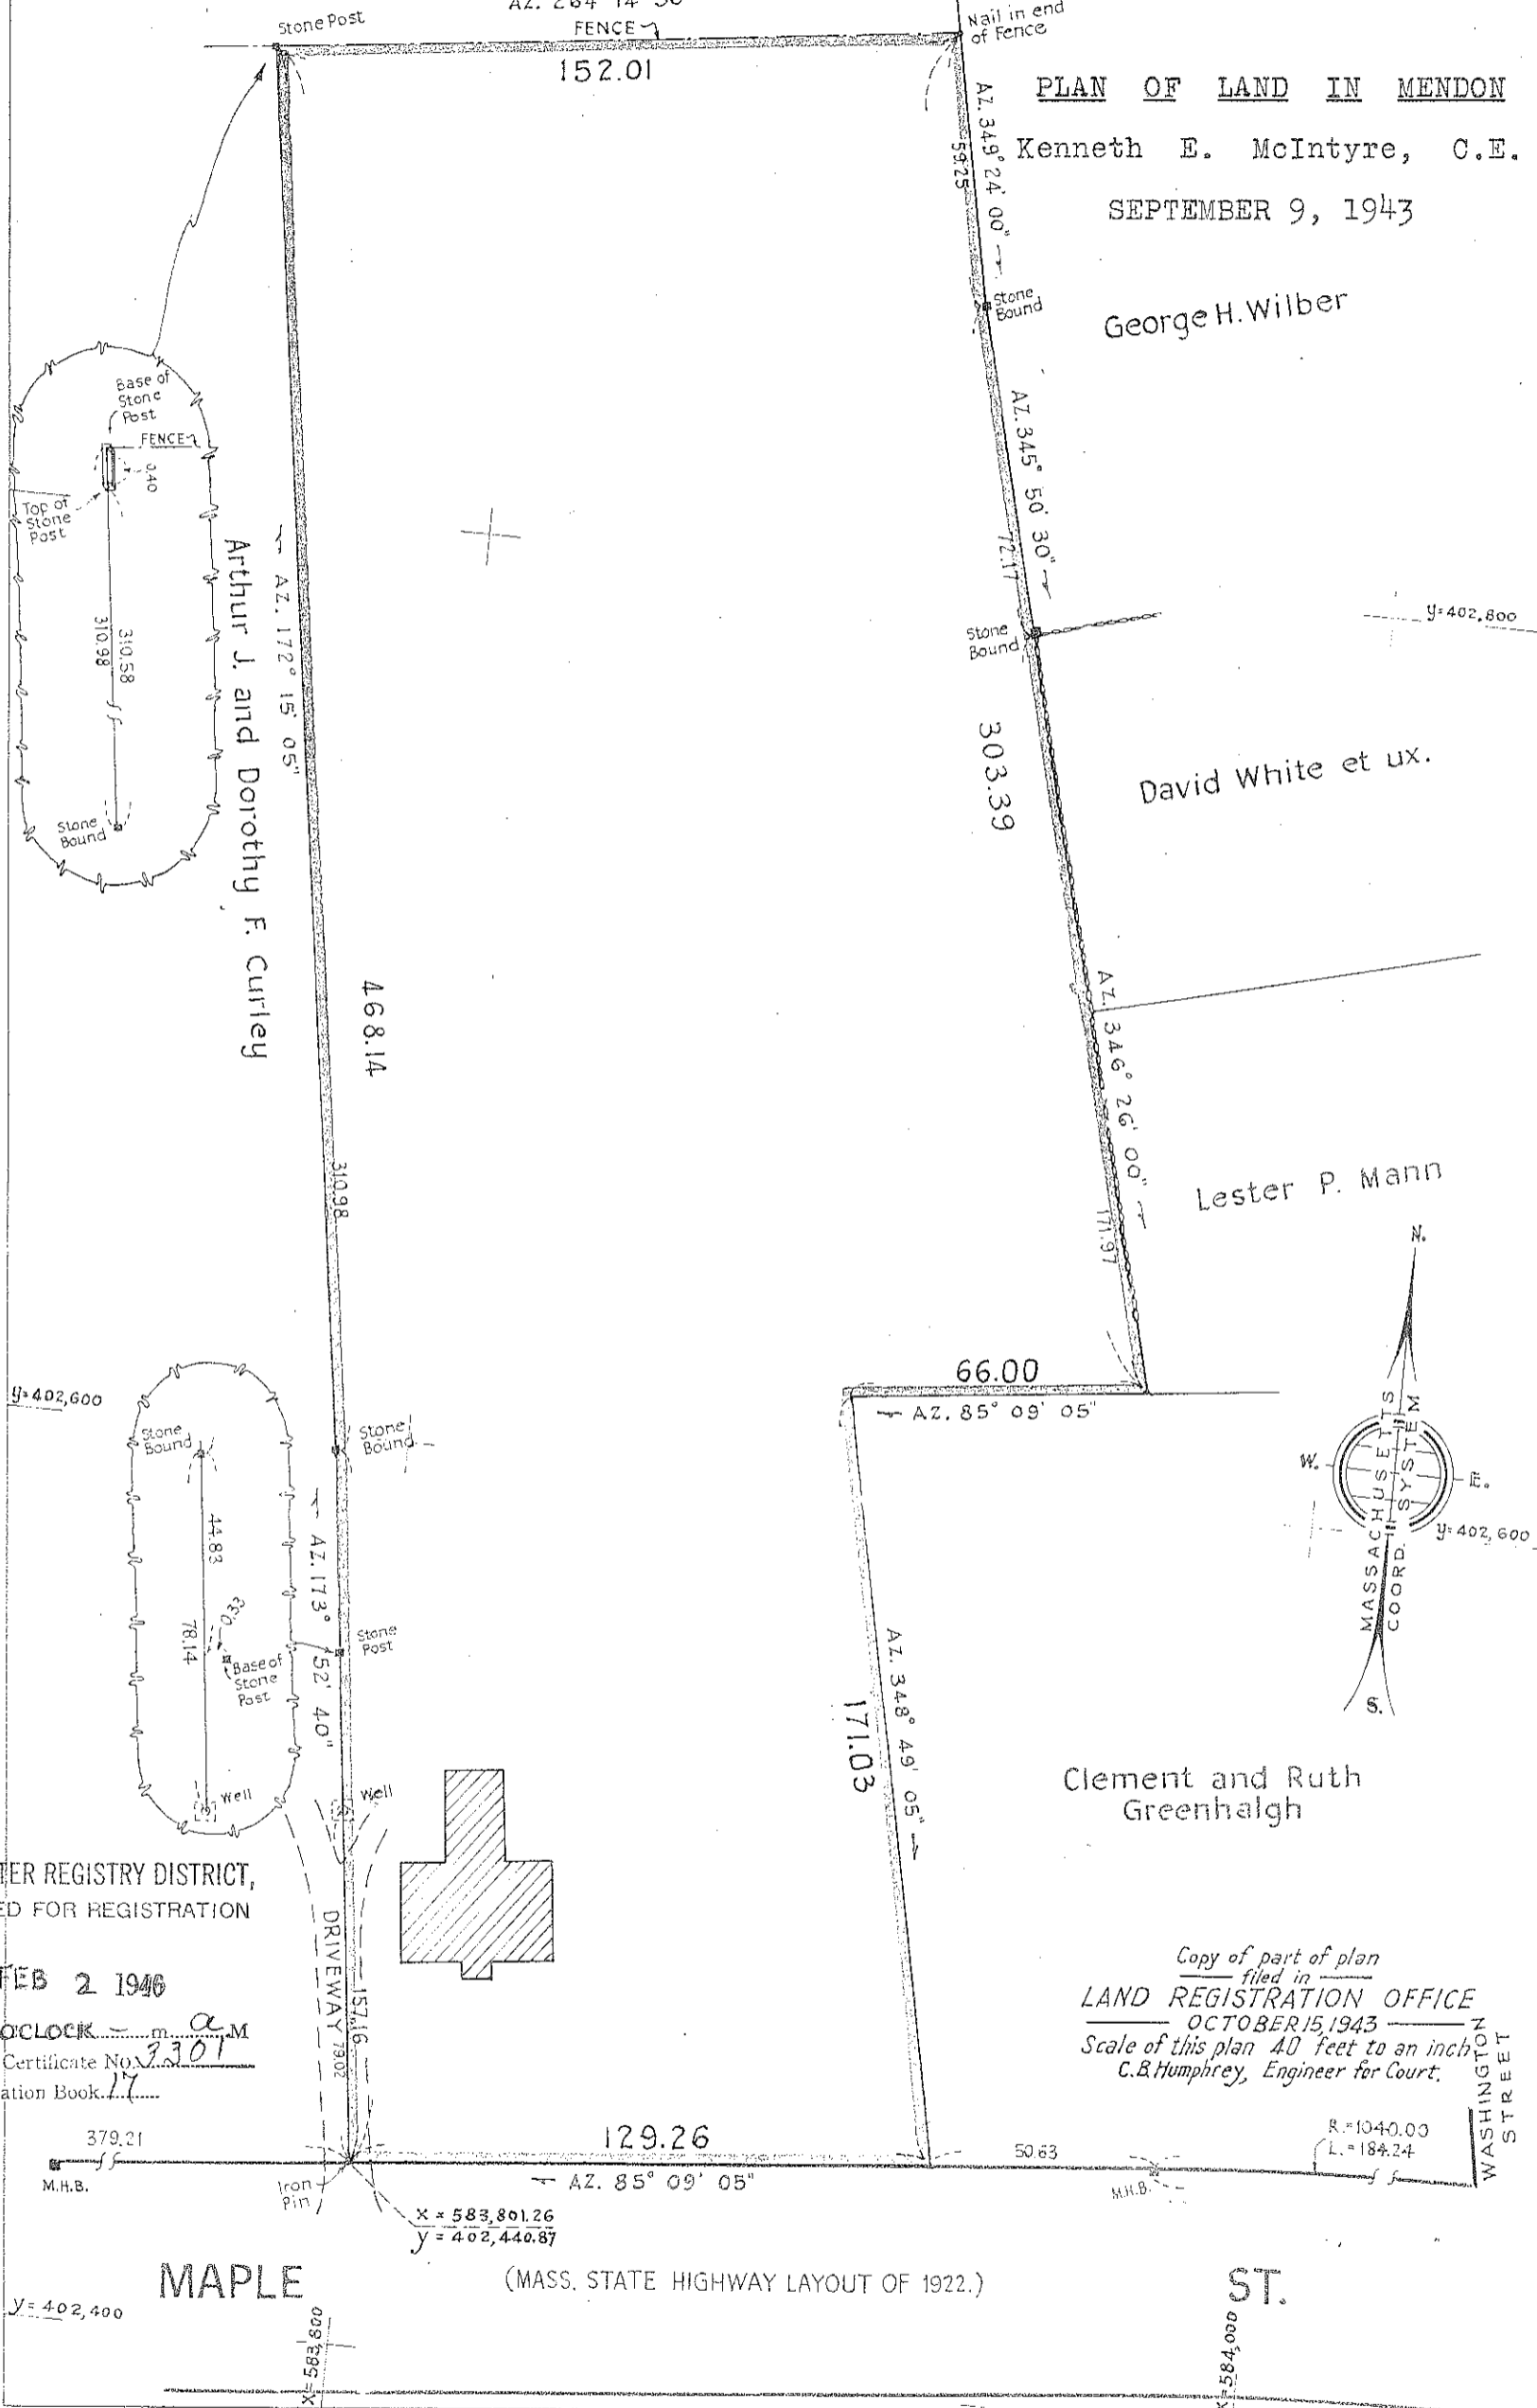 Stone Post
FENCE
Nail in end
of Fence
152.01
PLAN OF LAND IN MENDON
Kenneth E. McIntyre, C.E.
SEPTEMBER 9, 1943
AZ. 349° 24' 00"
59.25
Stone
Bound
George H. Wilber
Base of
Stone
Post
FENCE
0.40
Top of
Stone
Post
310.58
310.98
Stone
Bound
Arthur J. and Dorothy F. Curley
AZ. 172° 15' 05"
AZ. 345° 50' 30"
72.17
Stone
Bound
y=402,800
303.39
David White et ux.
468.14
310.98
AZ. 346° 26' 00"
171.97
Lester P. Mann
66.00
AZ. 85° 09' 05"
N.
W.
E.
S.
MASSACHUSETTS
COORD. SYSTEM
y=402,600
y=402,600
Stone
Bound
44.83
78.14
0.33
Base of
Stone
Post
Well
Stone
Bound
AZ. 173° 52' 40"
Stone
Post
Well
AZ. 348° 49' 05"
171.03
Clement and Ruth
Greenhalgh
TER REGISTRY DISTRICT,
ED FOR REGISTRATION
FEB 2 1946
O'CLOCK — m a M
Certificate No. 3301
ation Book 17
DRIVEWAY
79.02
157.16
Copy of part of plan
filed in
LAND REGISTRATION OFFICE
OCTOBER 15, 1943
Scale of this plan 40 feet to an inch
C.B. Humphrey, Engineer for Court.
WASHINGTON
STREET
379.21
M.H.B.
Iron
Pin
129.26
AZ. 85° 09' 05"
50.63
M.H.B.
R.=1040.00
L.=184.24
x = 583,801.26
y = 402,440.87
MAPLE
(MASS. STATE HIGHWAY LAYOUT OF 1922.)
ST.
y=402,400
x=583,800
x=584,000